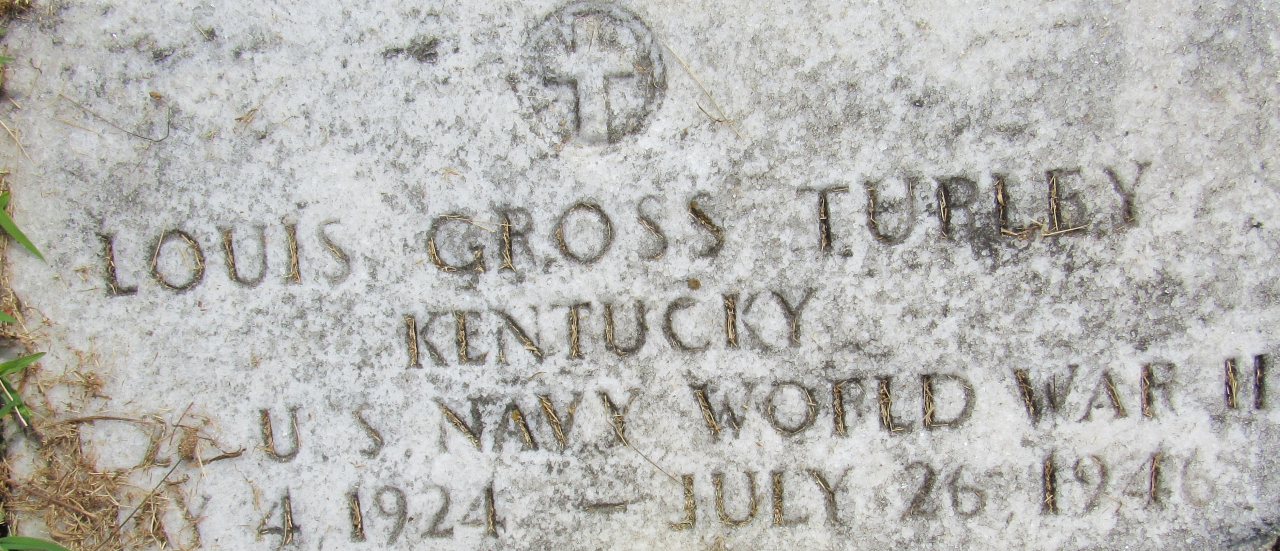 LOUIS GROSS TURLEY
KENTUCKY
U S NAVY WORLD WAR II
4 1924 – JULY 26 1946